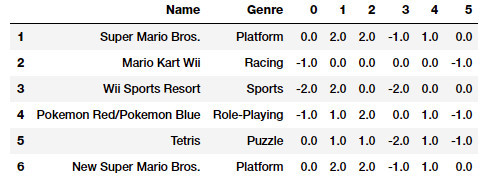 Name Genre 0 1 2 3 4 5
1 Super Mario Bros. Platform 0.0 2.0 2.0 -1.0 1.0 0.0
2 Mario Kart Wii Racing -1.0 0.0 0.0 0.0 0.0 -1.0
3 Wii Sports Resort Sports -2.0 2.0 0.0 -2.0 0.0 0.0
4 Pokemon Red/Pokemon Blue Role-Playing -1.0 1.0 2.0 0.0 1.0 -1.0
5 Tetris Puzzle 0.0 1.0 1.0 -2.0 1.0 -1.0
6 New Super Mario Bros. Platform 0.0 2.0 2.0 -1.0 1.0 0.0